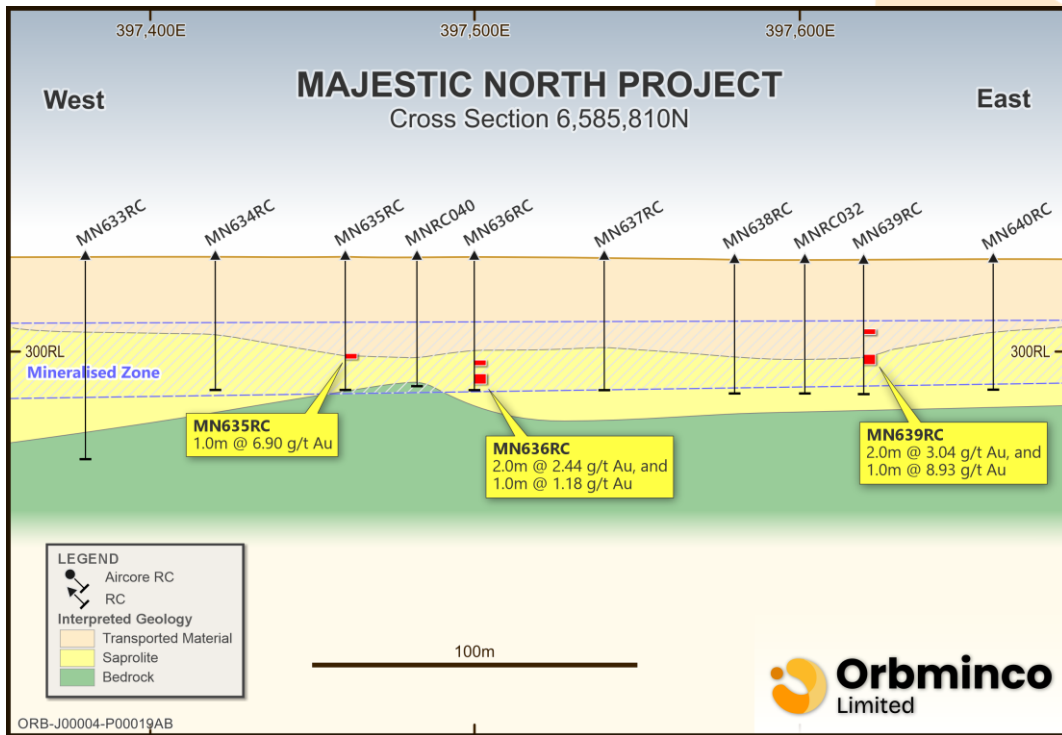 397,400E
397,500E
397,600E
West
MAJESTIC NORTH PROJECT
East
Cross Section 6,585,810N
MN633RC
MN634RC
MN635RC
MNRC040
MN636RC
MN637RC
MN638RC
MNRC032
MN639RC
MN640RC
300RL
300RL
Mineralised Zone
MN635RC
1.0m @ 6.90 g/t Au
MN636RC
2.0m @ 2.44 g/t Au, and
1.0m @ 1.18 g/t Au
MN639RC
2.0m @ 3.04 g/t Au, and
1.0m @ 8.93 g/t Au
LEGEND
Aircore RC
RC
Interpreted Geology
Transported Material
Saprolite
Bedrock
100m
Orbminco
Limited
ORB-J00004-P00019AB